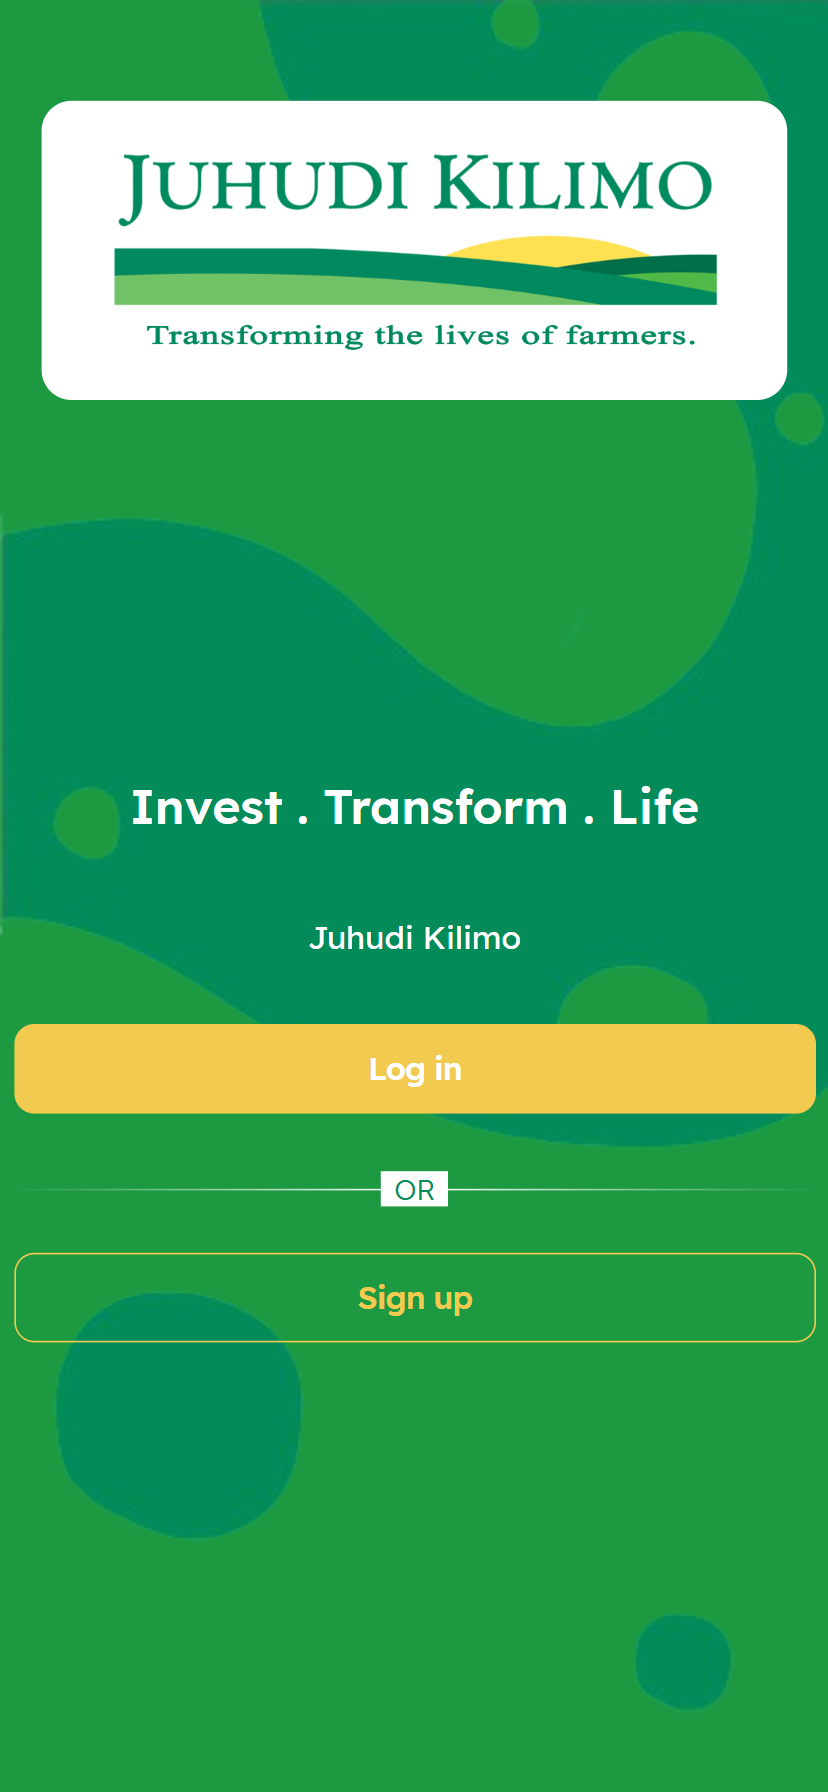 JUHUDI KILIMO
Transforming the lives of farmers.
Invest . Transform . Life
Juhudi Kilimo
Log in
OR
Sign up